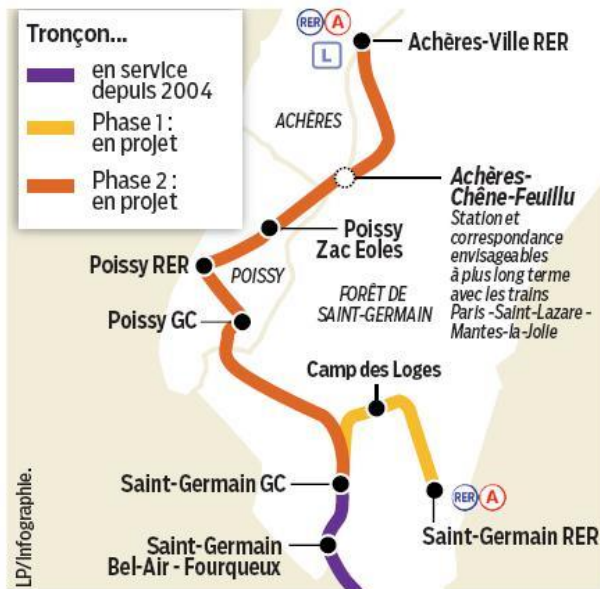 Tronçon...
en service
depuis 2004
Phase 1 :
en projet
Phase 2 :
en projet
RER A
L
Achères-Ville RER
ACHÈRES
Achères-
Chêne-Feuillu
Station et
correspondance
envisageables
à plus long terme
avec les trains
Paris-Saint-Lazare-
Mantes-la-Jolie
Poissy
Zac Eoles
Poissy RER
POISSY
FORÊT DE
SAINT-GERMAIN
Poissy GC
Camp des Loges
Saint-Germain GC
RER A
Saint-Germain RER
Saint-Germain
Bel-Air - Fourqueux
LP/Infographie.